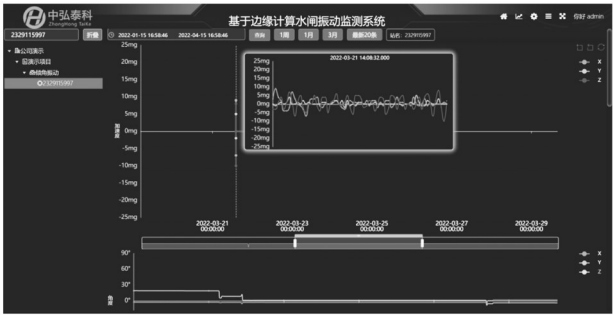 中弘泰科
ZhongHong TaiKe
基于边缘计算水闸振动监测系统
你好 admin
2329115997
折叠
2022-01-15 16:58:46 2022-04-15 16:58:46
查询
1周
1月
3月
最新20条
站名: 2329115997
公司演示
演示项目
倾角振动
2329115997
25mg
20mg
15mg
10mg
5mg
0mg
-5mg
-10mg
-15mg
-20mg
-25mg
加速度
2022-03-21 14:08:32.000
25mg
20mg
15mg
10mg
5mg
0mg
-5mg
-10mg
-15mg
-20mg
-25mg
X
Y
Z
2022-03-21
00:00:00
2022-03-23
00:00:00
2022-03-25
00:00:00
2022-03-27
00:00:00
2022-03-29
00:00:00
90°
60°
30°
0°
角度
X
Y
Z